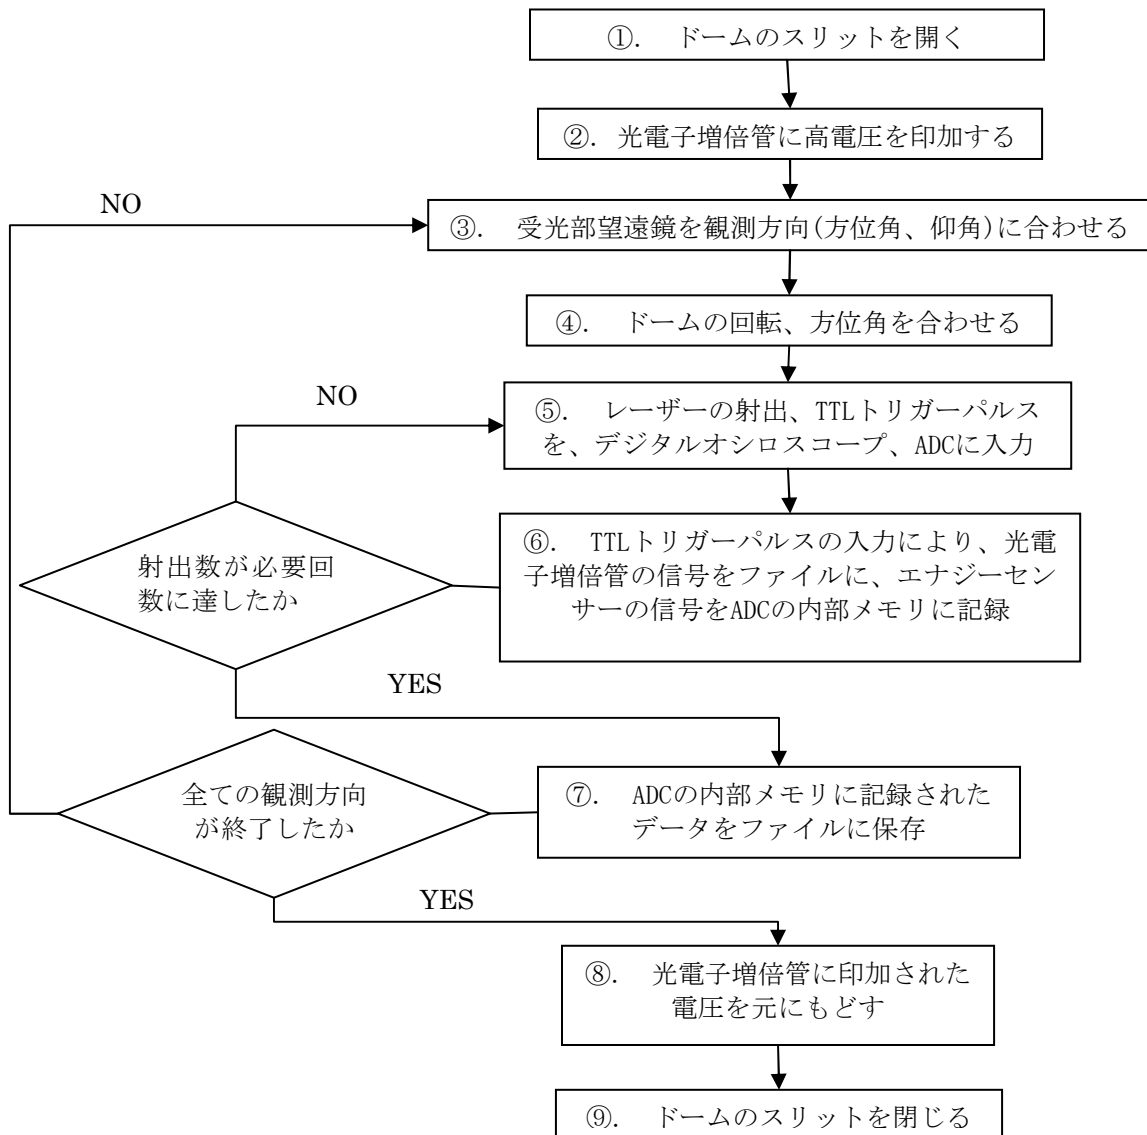 ①. ドームのスリットを開く
②. 光電子増倍管に高電圧を印加する
NO
③. 受光部望遠鏡を観測方向(方位角、仰角)に合わせる
④. ドームの回転、方位角を合わせる
NO
⑤. レーザーの射出、TTLトリガーパルス
を、デジタルオシロスコープ、ADCに入力
射出数が必要回
数に達したか
⑥. TTLトリガーパルスの入力により、光電
子増倍管の信号をファイルに、エナジーセン
サーの信号をADCの内部メモリに記録
YES
全ての観測方向
が終了したか
⑦. ADCの内部メモリに記録された
データをファイルに保存
YES
⑧. 光電子増倍管に印加された
電圧を元にもどす
⑨. ドームのスリットを閉じる